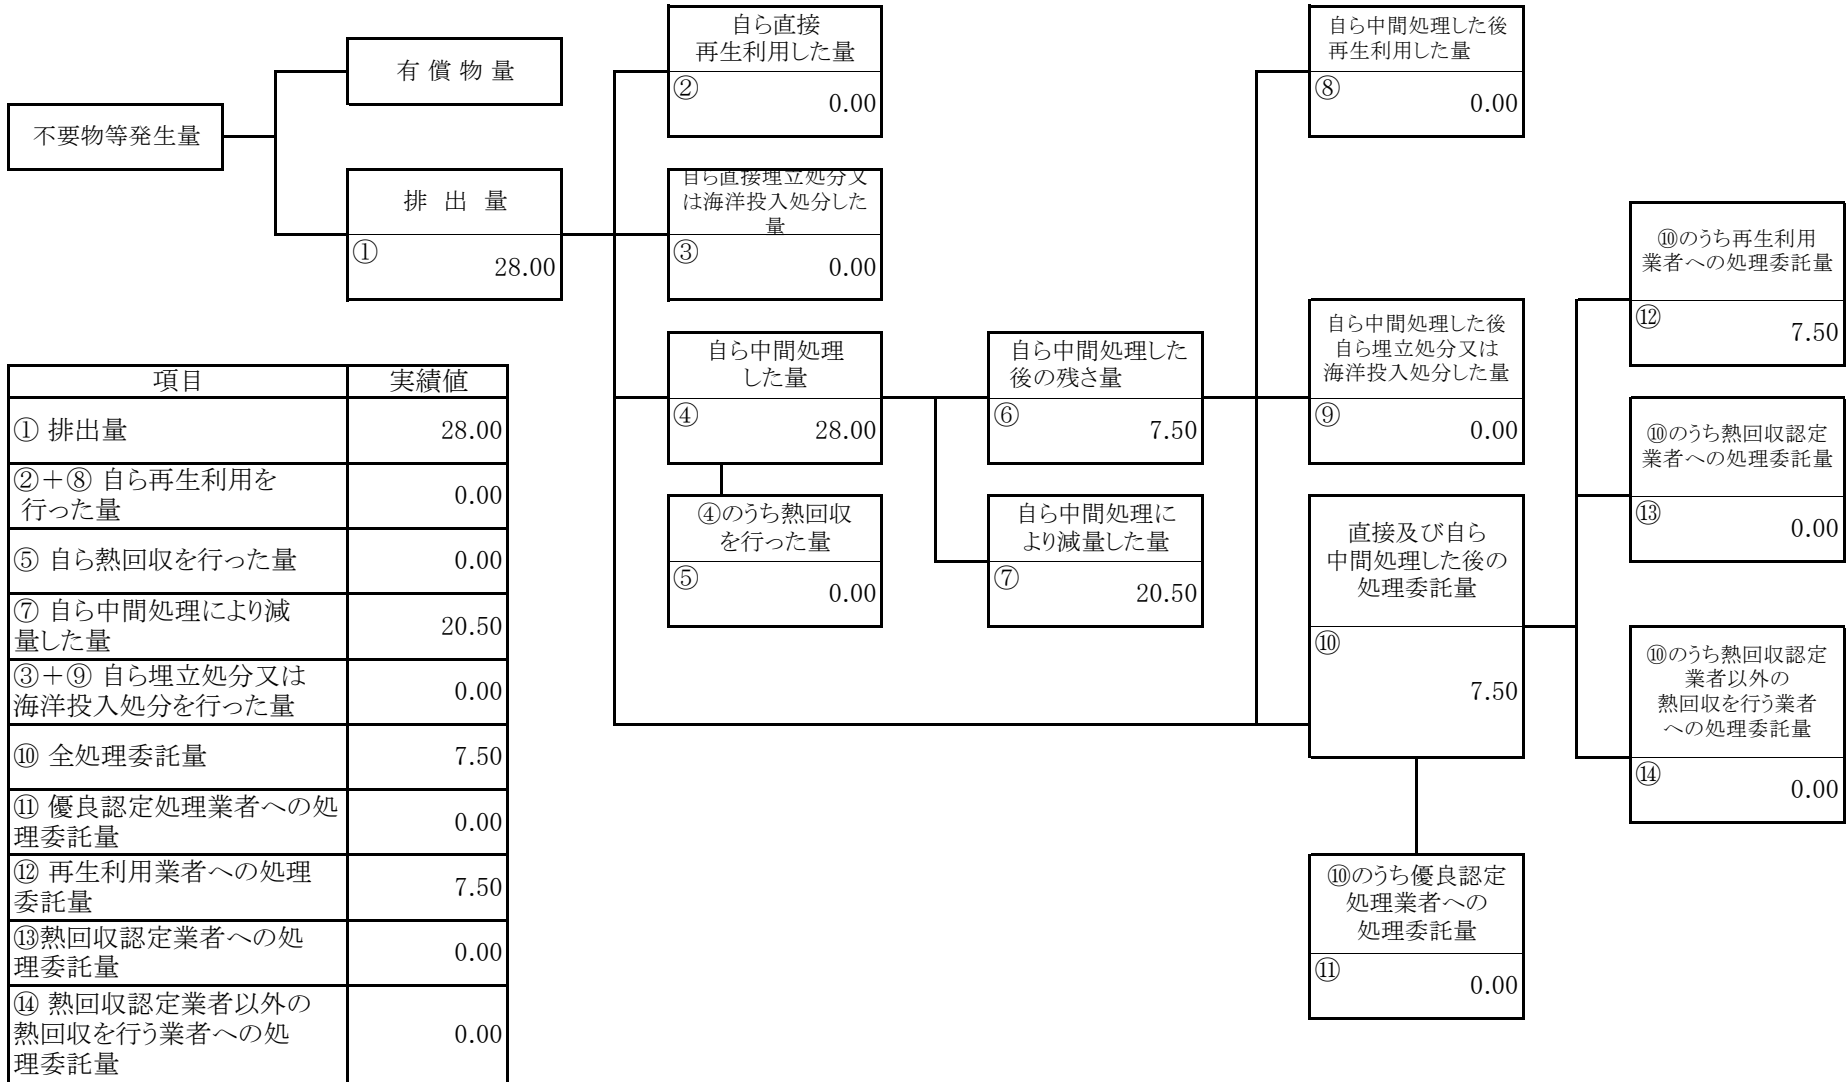 不要物等発生量
有 償 物 量
排 出 量
①
28.00
自ら直接
再生利用した量
②
0.00
自ら直接埋立処分又
は海洋投入処分した
量
③
0.00
自ら中間処理
した量
④
28.00
④のうち熱回収
を行った量
⑤
0.00
自ら中間処理した
後の残さ量
⑥
7.50
自ら中間処理に
より減量した量
⑦
20.50
自ら中間処理した後
再生利用した量
⑧
0.00
自ら中間処理した後
自ら埋立処分又は
海洋投入処分した量
⑨
0.00
直接及び自ら
中間処理した後の
処理委託量
⑩
7.50
⑩のうち優良認定
処理業者への
処理委託量
⑪
0.00
⑩のうち再生利用
業者への処理委託量
⑫
7.50
⑩のうち熱回収認定
業者への処理委託量
⑬
0.00
⑩のうち熱回収認定
業者以外の
熱回収を行う業者
への処理委託量
⑭
0.00
項目 実績値
① 排出量 28.00
②＋⑧ 自ら再生利用を
行った量 0.00
⑤ 自ら熱回収を行った量 0.00
⑦ 自ら中間処理により減
量した量 20.50
③＋⑨ 自ら埋立処分又は
海洋投入処分を行った量 0.00
⑩ 全処理委託量 7.50
⑪ 優良認定処理業者への処
理委託量 0.00
⑫ 再生利用業者への処理
委託量 7.50
⑬熱回収認定業者への処
理委託量 0.00
⑭ 熱回収認定業者以外の
熱回収を行う業者への処
理委託量 0.00